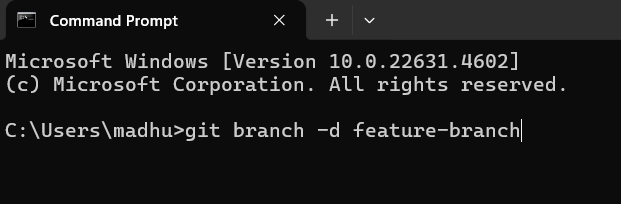 Command Prompt
Microsoft Windows [Version 10.0.22631.4602]
(c) Microsoft Corporation. All rights reserved.
C:\Users\madhu>git branch -d feature-branch